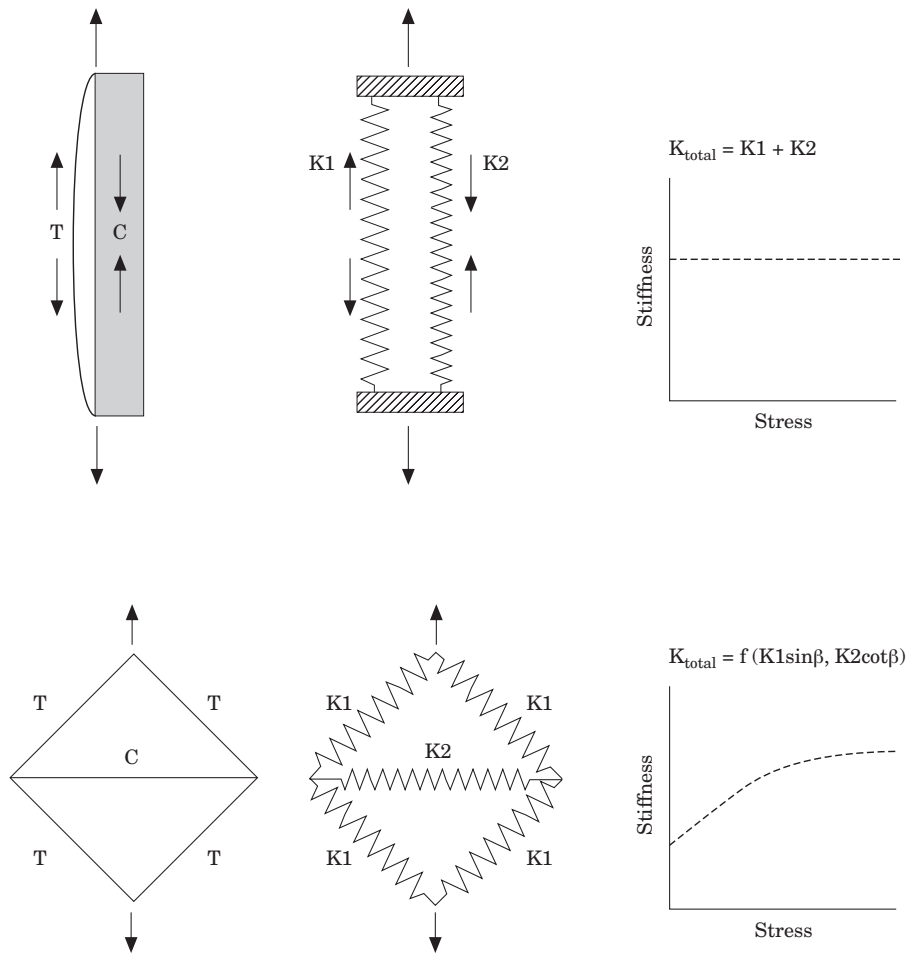 K1
K2
T
C
K_total = K1 + K2
Stiffness
Stress
T
T
C
T
T
K1
K1
K2
K1
K1
K_total = f (K1sinβ, K2cotβ)
Stiffness
Stress